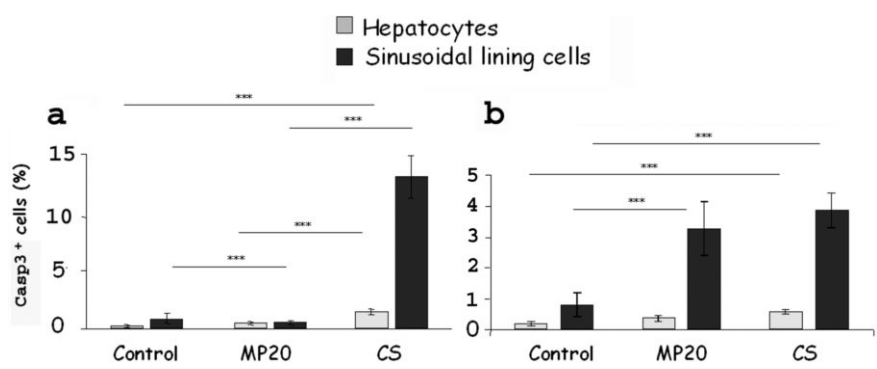 Hepatocytes
Sinusoidal lining cells
a
***
***
***
***
Casp3+ cells (%)
15
10
5
0
Control MP20 CS
b
***
***
***
5
4
3
2
1
0
Control MP20 CS